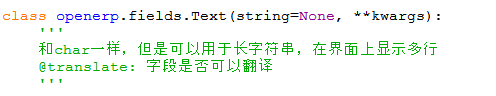 class openerp.fields.Text(string=None, **kwargs):
'''
和char一样，但是可以用于长字符串，在界面上显示多行
@translate: 字段是否可以翻译
'''